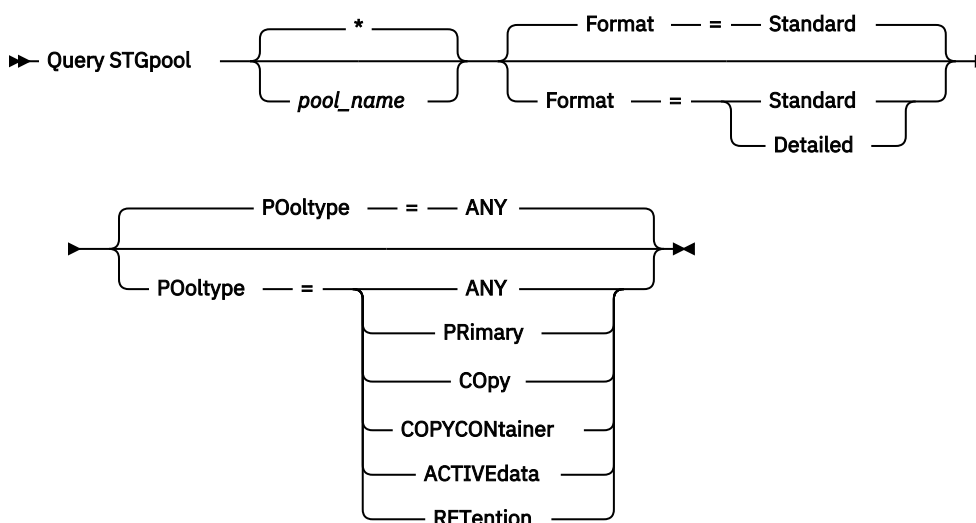 *
Format = Standard
Query STGpool
pool_name
Format = Standard
Detailed
POoltype = ANY
POoltype = ANY
PRimary
COpy
COPYCONtainer
ACTIVEdata
RETention